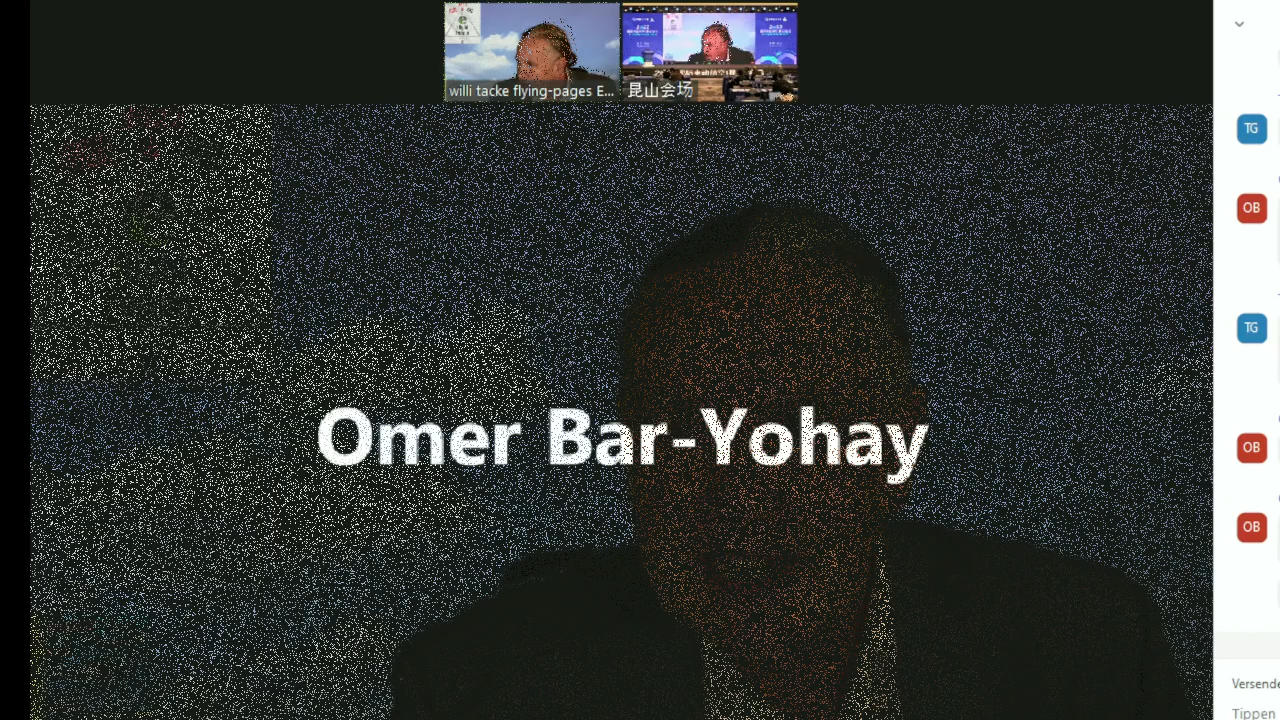 willi tacke flying-pages E...
昆山会场
TG
OB
Omer Bar-Yohay
TG
OB
OB
Versende
Tippen